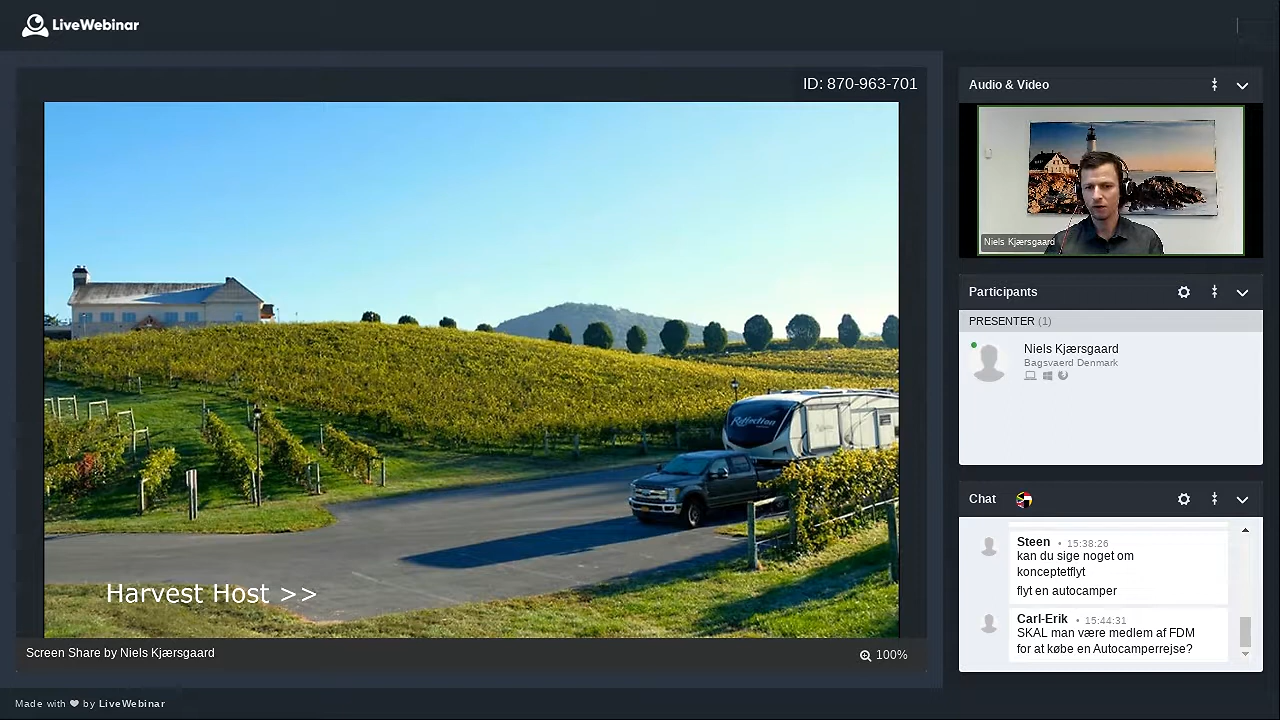 LiveWebinar
ID: 870-963-701
Reflection
Harvest Host >>
Screen Share by Niels Kjærsgaard
100%
Made with by LiveWebinar
Audio & Video
Niels Kjærsgaard
Participants
PRESENTER (1)
Niels Kjærsgaard
Bagsvaerd Denmark
Chat
Steen • 15:38:26
kan du sige noget om
konceptetflyt
flyt en autocamper
Carl-Erik • 15:44:31
SKAL man være medlem af FDM
for at købe en Autocamperrejse?